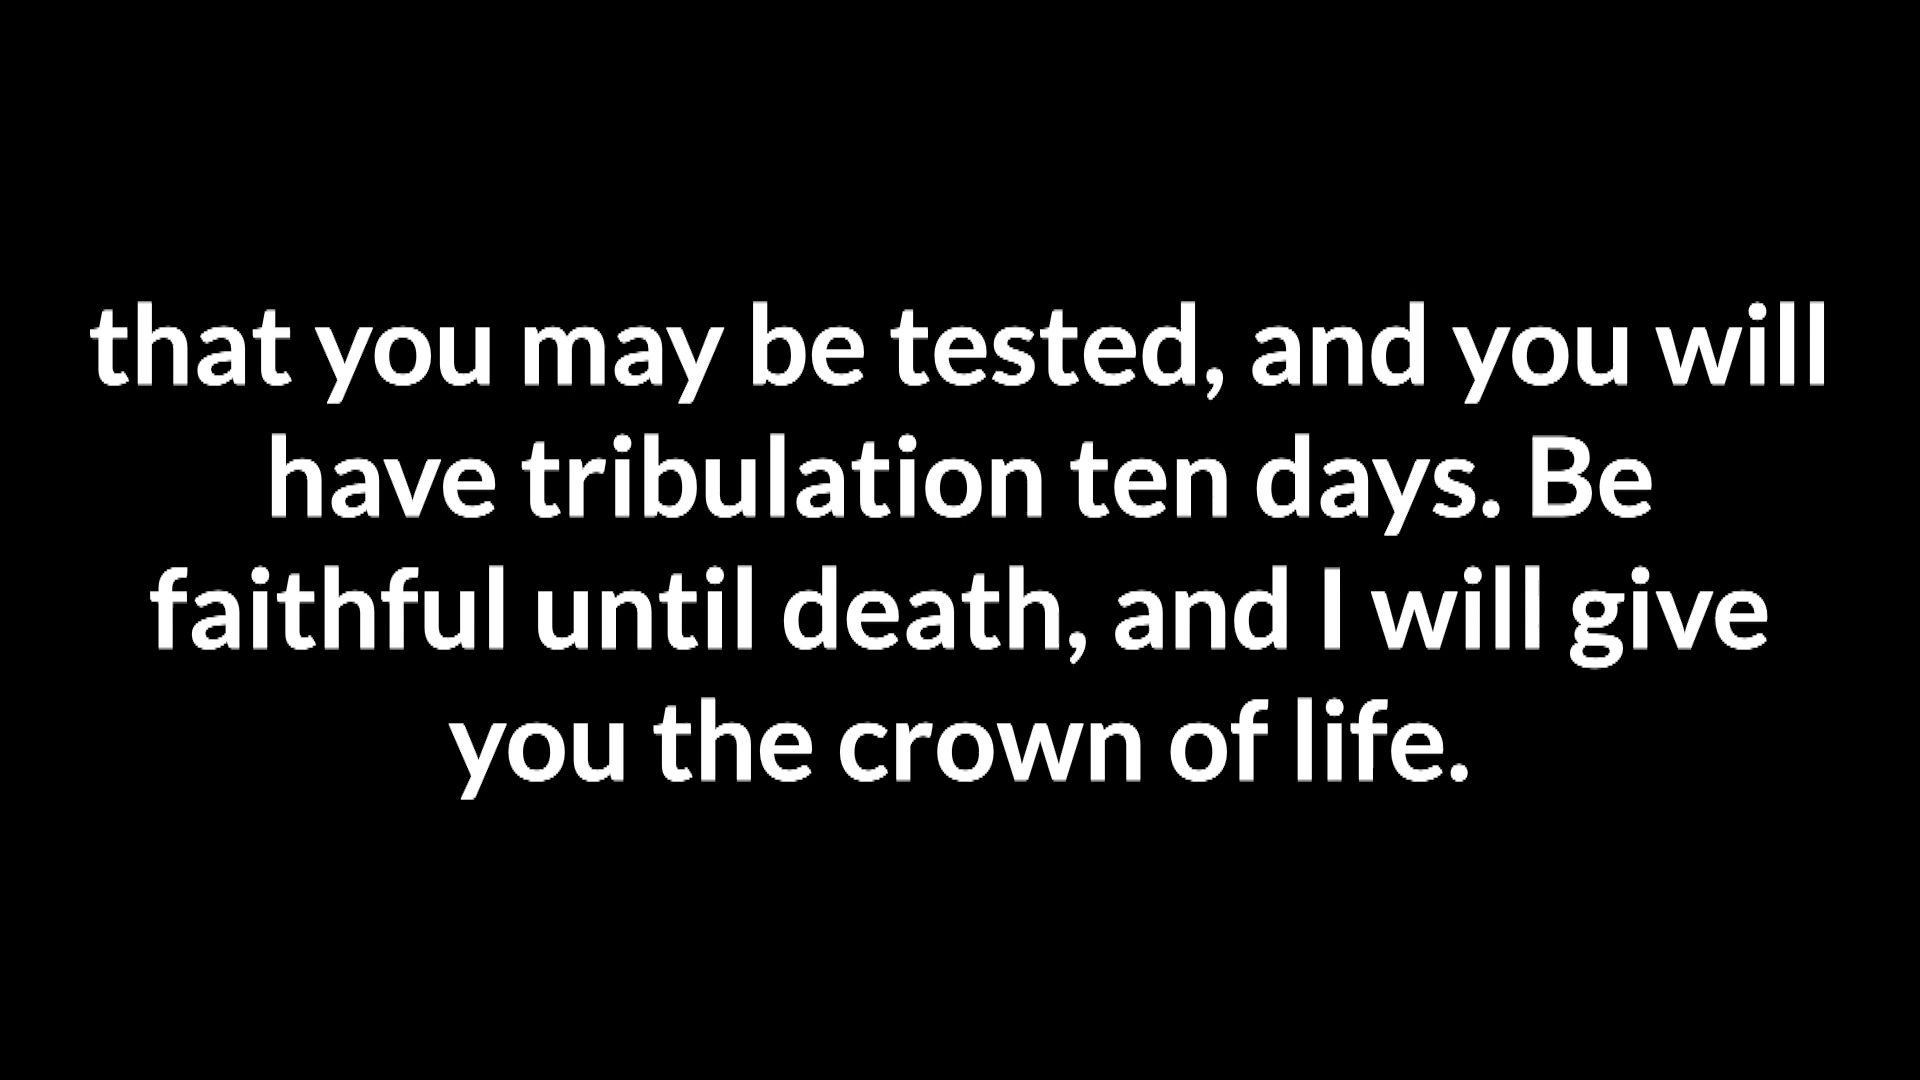 that you may be tested, and you will
have tribulation ten days. Be
faithful until death, and I will give
you the crown of life.